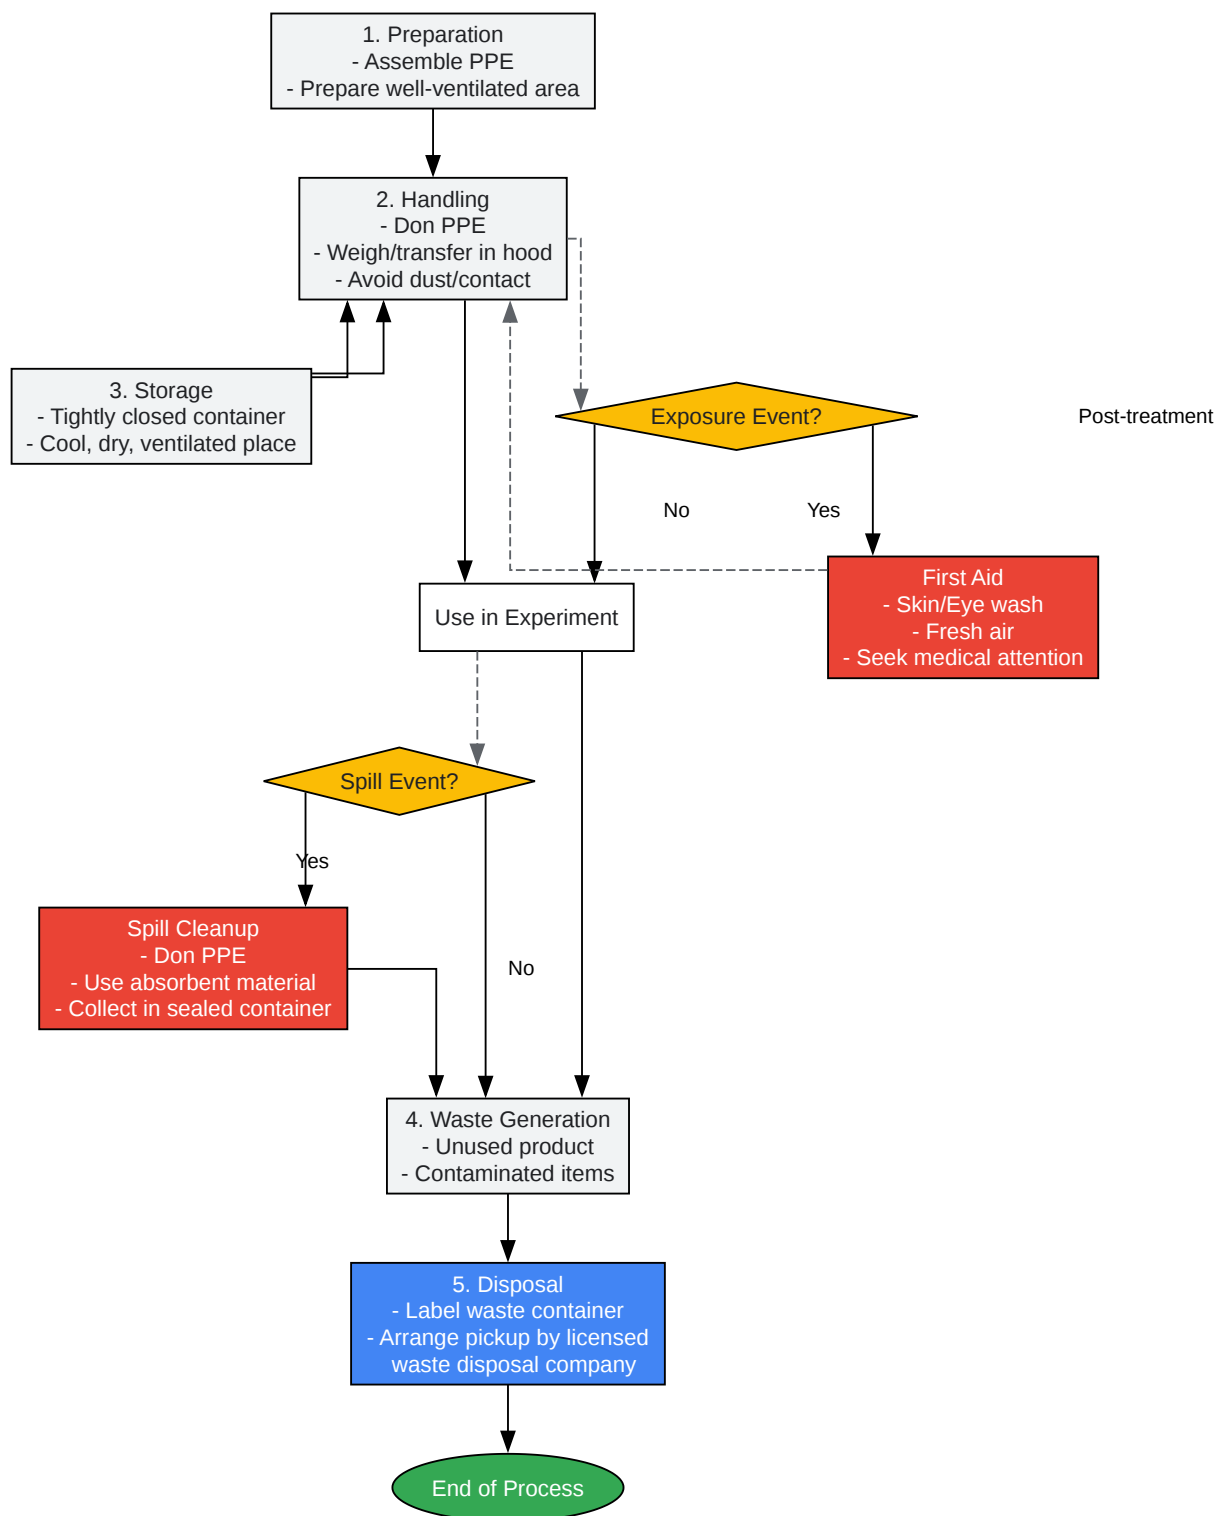 1. Preparation
- Assemble PPE
- Prepare well-ventilated area
2. Handling
- Don PPE
- Weigh/transfer in hood
- Avoid dust/contact
3. Storage
- Tightly closed container
- Cool, dry, ventilated place
Exposure Event?
Post-treatment
No
Yes
Use in Experiment
First Aid
- Skin/Eye wash
- Fresh air
- Seek medical attention
Spill Event?
Yes
Spill Cleanup
- Don PPE
- Use absorbent material
- Collect in sealed container
No
4. Waste Generation
- Unused product
- Contaminated items
5. Disposal
- Label waste container
- Arrange pickup by licensed
waste disposal company
End of Process